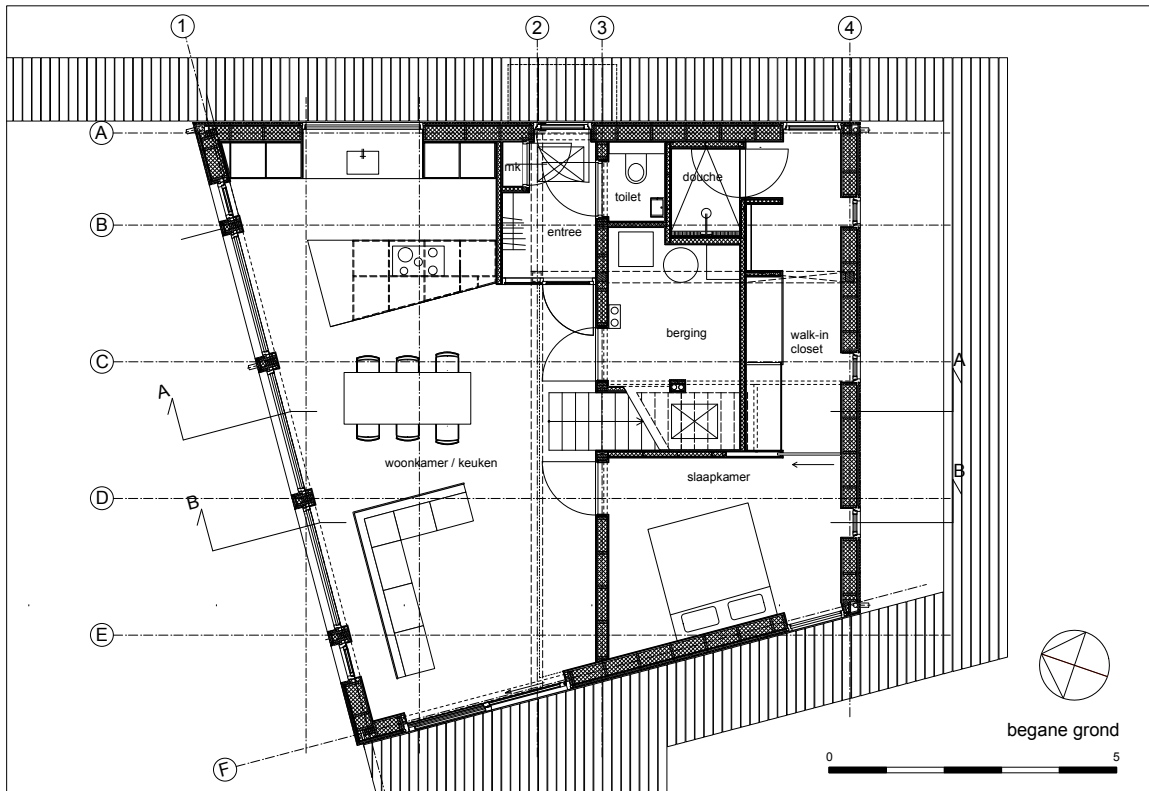 1
2
3
4
A
mk
toilet
douche
B
entree
berging
walk-in
closet
C
A
A
woonkamer / keuken
slaapkamer
B
B
D
E
F
begane grond
0
5